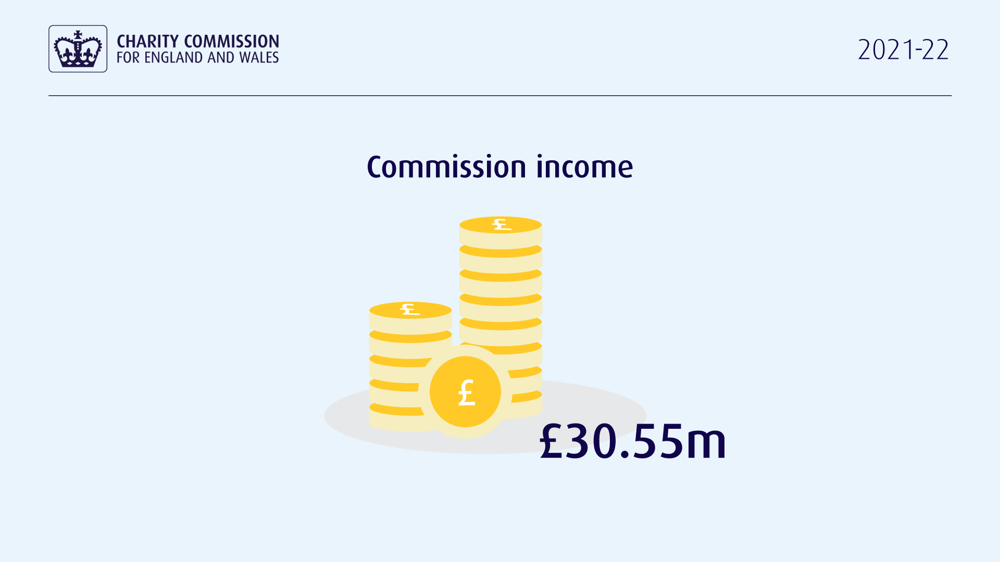 CHARITY COMMISSION
FOR ENGLAND AND WALES
2021-22
Commission income
£
£
£
£30.55m